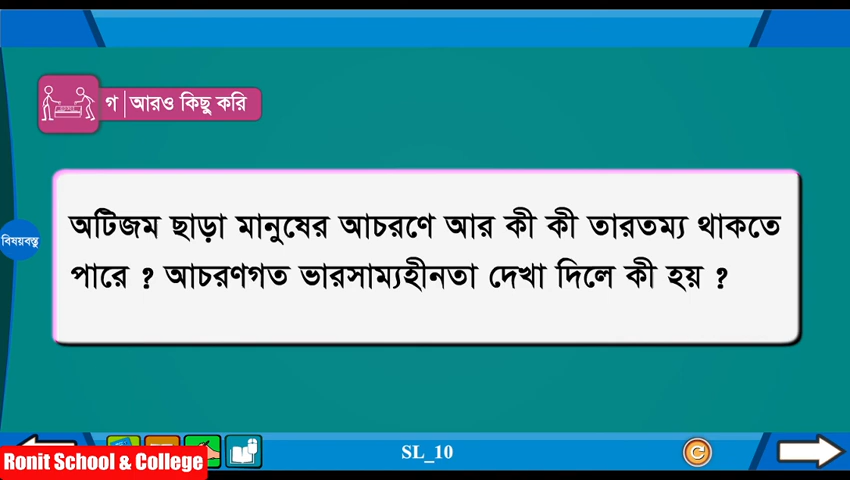 গ আরও কিছু করি
অটিজম ছাড়া মানুষের আচরণে আর কী কী তারতম্য থাকতে
পারে ? আচরণগত ভারসাম্যহীনতা দেখা দিলে কী হয় ?
বিষয়বস্তু
SL_10
Ronit School & College